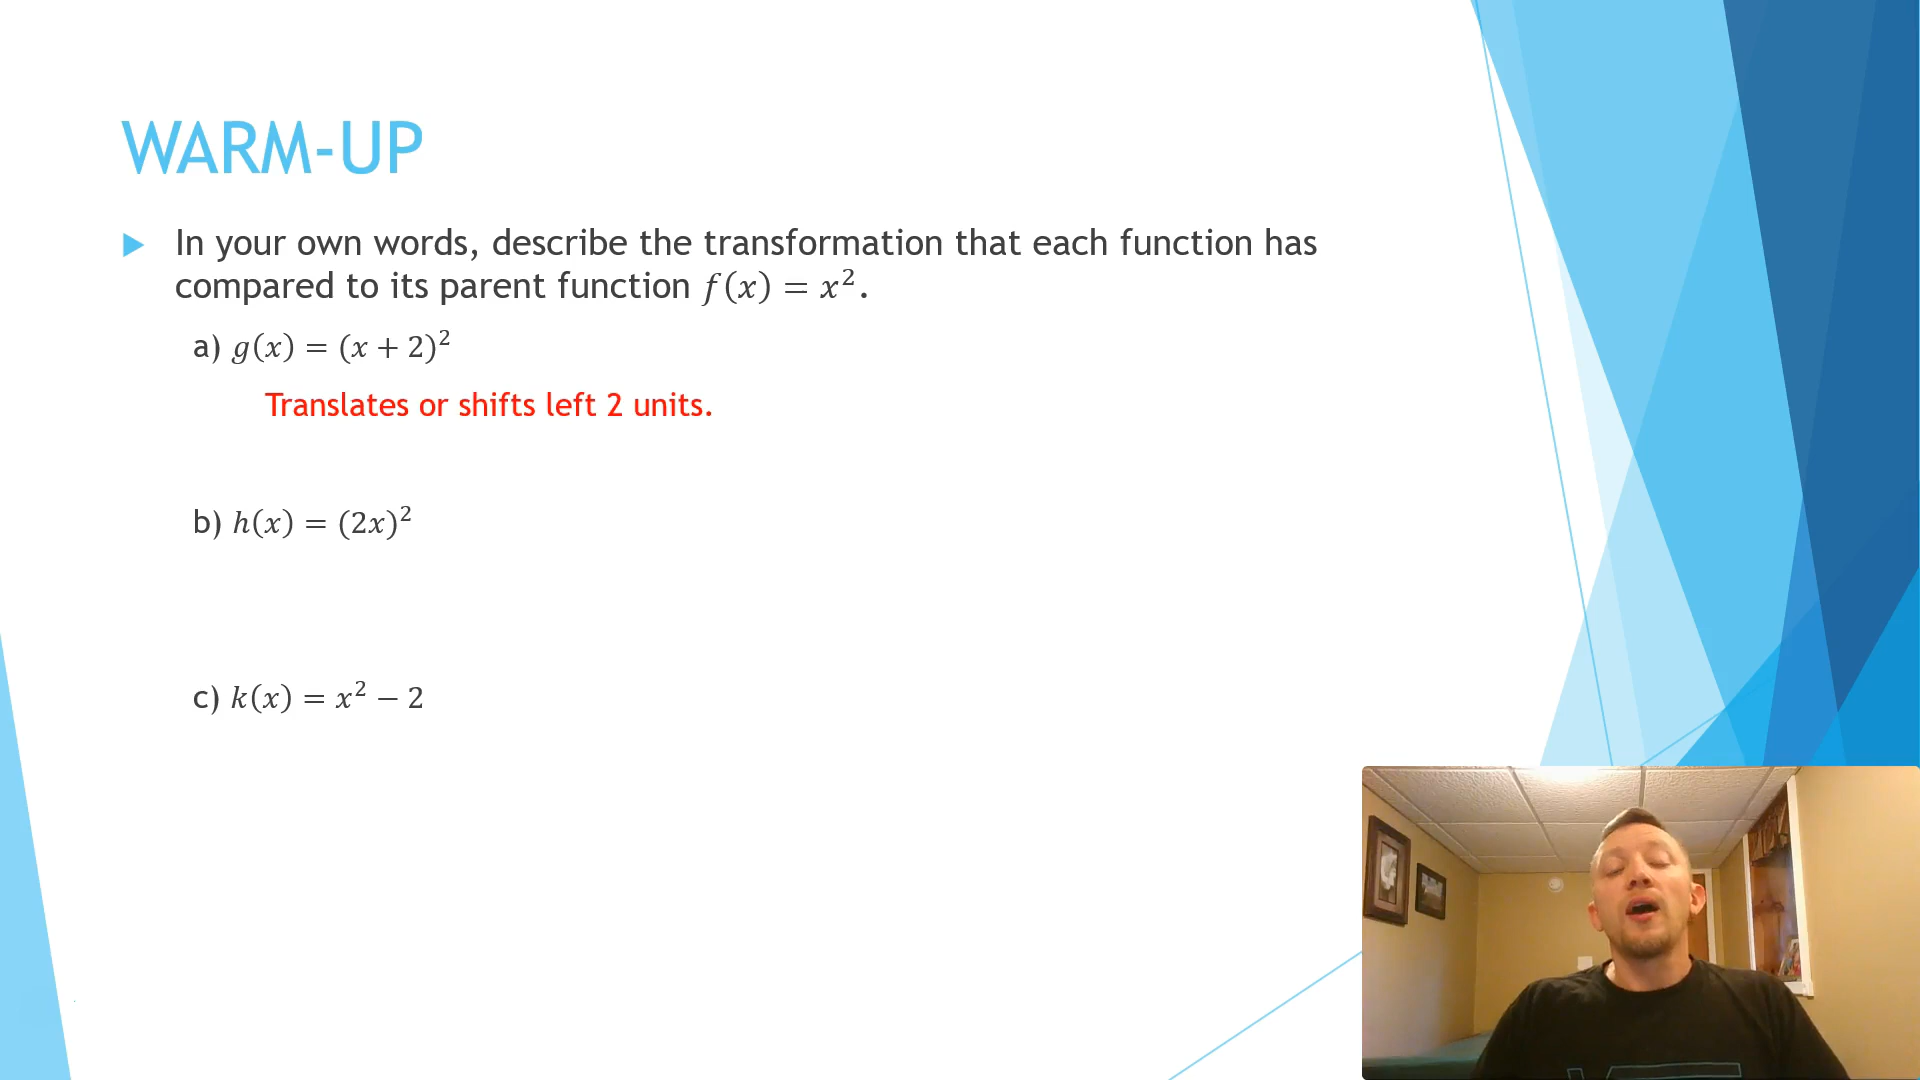 WARM-UP
In your own words, describe the transformation that each function has
compared to its parent function f(x) = x².
a) g(x) = (x + 2)²
Translates or shifts left 2 units.
b) h(x) = (2x)²
c) k(x) = x² − 2